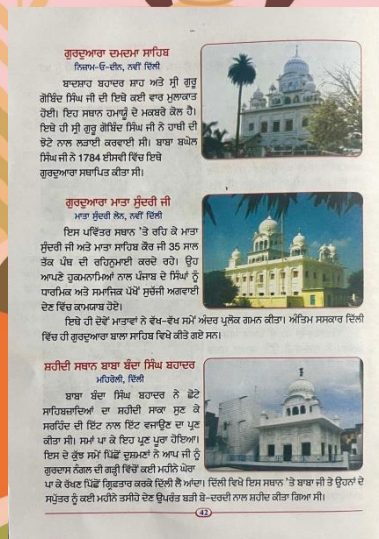 ਗੁਰਦੁਆਰਾ ਦਮਦਮਾ ਸਾਹਿਬ
ਨਿਜ਼ਾਮ-ਓ-ਦੀਨ, ਨਵੀਂ ਦਿੱਲੀ
ਬਾਦਸ਼ਾਹ ਬਹਾਦਰ ਸ਼ਾਹ ਅਤੇ ਸ੍ਰੀ ਗੁਰੂ
ਗੋਬਿੰਦ ਸਿੰਘ ਜੀ ਦੀ ਇਥੇ ਕਈ ਵਾਰ ਮੁਲਾਕਾਤ
ਹੋਈ। ਇਹ ਸਥਾਨ ਹਮਾਯੂੰ ਦੇ ਮਕਬਰੇ ਕੋਲ ਹੈ।
ਇਥੇ ਹੀ ਸ੍ਰੀ ਗੁਰੂ ਗੋਬਿੰਦ ਸਿੰਘ ਜੀ ਨੇ ਹਾਥੀ ਦੀ
ਝੋਟੇ ਨਾਲ ਲੜਾਈ ਕਰਵਾਈ ਸੀ। ਬਾਬਾ ਬਘੇਲ
ਸਿੰਘ ਜੀ ਨੇ 1784 ਈਸਵੀ ਵਿੱਚ ਇਥੇ
ਗੁਰਦੁਆਰਾ ਸਥਾਪਿਤ ਕੀਤਾ ਸੀ।
ਗੁਰਦੁਆਰਾ ਮਾਤਾ ਸੁੰਦਰੀ ਜੀ
ਮਾਤਾ ਸੁੰਦਰੀ ਲੇਨ, ਨਵੀਂ ਦਿੱਲੀ
ਇਸ ਪਵਿੱਤਰ ਸਥਾਨ 'ਤੇ ਰਹਿ ਕੇ ਮਾਤਾ
ਸੁੰਦਰੀ ਜੀ ਅਤੇ ਮਾਤਾ ਸਾਹਿਬ ਕੌਰ ਜੀ 35 ਸਾਲ
ਤੱਕ ਪੰਥ ਦੀ ਰਹਿਨੁਮਾਈ ਕਰਦੇ ਰਹੇ। ਉਹ
ਆਪਣੇ ਹੁਕਮਨਾਮਿਆਂ ਨਾਲ ਪੰਜਾਬ ਦੇ ਸਿੰਘਾਂ ਨੂੰ
ਧਾਰਮਿਕ ਅਤੇ ਸਮਾਜਿਕ ਪੱਖੋਂ ਸੁਚੱਜੀ ਅਗਵਾਈ
ਦੇਣ ਵਿੱਚ ਕਾਮਯਾਬ ਹੋਏ।
ਇਥੇ ਹੀ ਦੋਵੇਂ ਮਾਤਾਵਾਂ ਨੇ ਵੱਖ-ਵੱਖ ਸਮੇਂ ਅੰਦਰ ਪ੍ਰਲੋਕ ਗਮਨ ਕੀਤਾ। ਅੰਤਿਮ ਸਸਕਾਰ ਦਿੱਲੀ
ਵਿੱਚ ਹੀ ਗੁਰਦੁਆਰਾ ਬਾਲਾ ਸਾਹਿਬ ਵਿਖੇ ਕੀਤੇ ਗਏ ਸਨ।
ਸ਼ਹੀਦੀ ਸਥਾਨ ਬਾਬਾ ਬੰਦਾ ਸਿੰਘ ਬਹਾਦਰ
ਮਹਿਰੋਲੀ, ਦਿੱਲੀ
ਬਾਬਾ ਬੰਦਾ ਸਿੰਘ ਬਹਾਦਰ ਨੇ ਛੋਟੇ
ਸਾਹਿਬਜ਼ਾਦਿਆਂ ਦਾ ਸ਼ਹੀਦੀ ਸਾਕਾ ਸੁਣ ਕੇ
ਸਰਹਿੰਦ ਦੀ ਇੱਟ ਨਾਲ ਇੱਟ ਵਜਾਉਣ ਦਾ ਪ੍ਰਣ
ਕੀਤਾ ਸੀ। ਸਮਾਂ ਪਾ ਕੇ ਇਹ ਪ੍ਰਣ ਪੂਰਾ ਹੋਇਆ।
ਇਸ ਦੇ ਕੁੱਝ ਸਮੇਂ ਪਿੱਛੋਂ ਦੁਸ਼ਮਣਾਂ ਨੇ ਆਪ ਜੀ ਨੂੰ
ਗੁਰਦਾਸ ਨੰਗਲ ਦੀ ਗੜ੍ਹੀ ਵਿੱਚੋਂ ਕਈ ਮਹੀਨੇ ਘੇਰਾ
ਪਾ ਕੇ ਰੱਖਣ ਪਿੱਛੋਂ ਗ੍ਰਿਫ਼ਤਾਰ ਕਰਕੇ ਦਿੱਲੀ ਲੈ ਆਂਦਾ। ਦਿੱਲੀ ਵਿਖੇ ਇਸ ਸਥਾਨ 'ਤੇ ਬਾਬਾ ਜੀ ਤੇ ਉਹਨਾਂ ਦੇ
ਸਪੁੱਤਰ ਨੂੰ ਕਈ ਮਹੀਨੇ ਤਸੀਹੇ ਦੇਣ ਉਪਰੰਤ ਬੜੀ ਬੇ-ਦਰਦੀ ਨਾਲ ਸ਼ਹੀਦ ਕੀਤਾ ਗਿਆ ਸੀ।
42